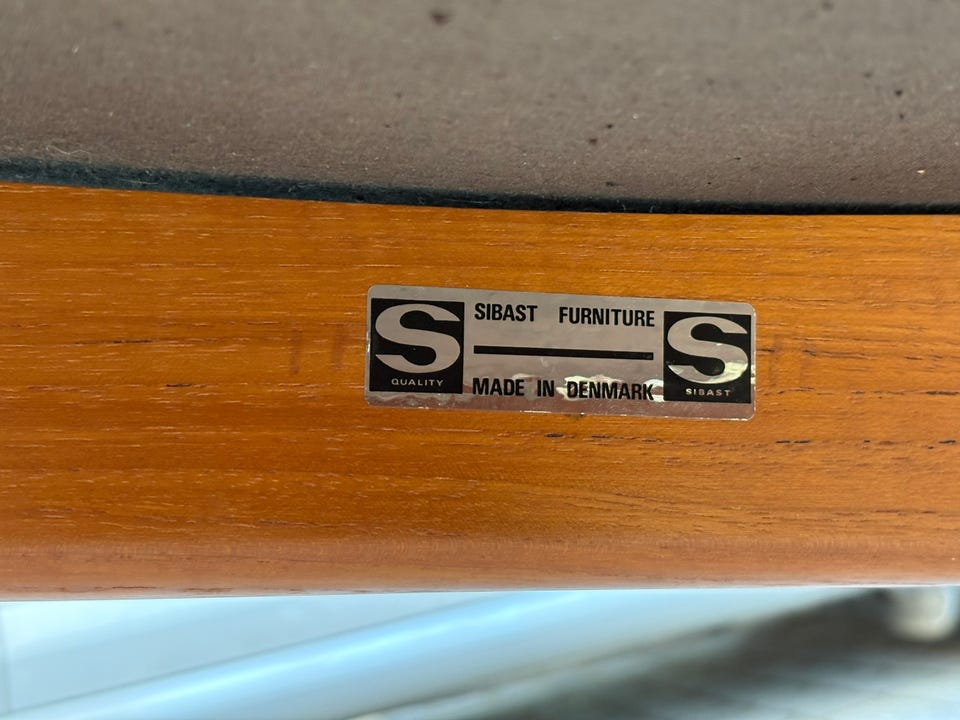 S
QUALITY
SIBAST FURNITURE
MADE IN DENMARK
S
SIBAST